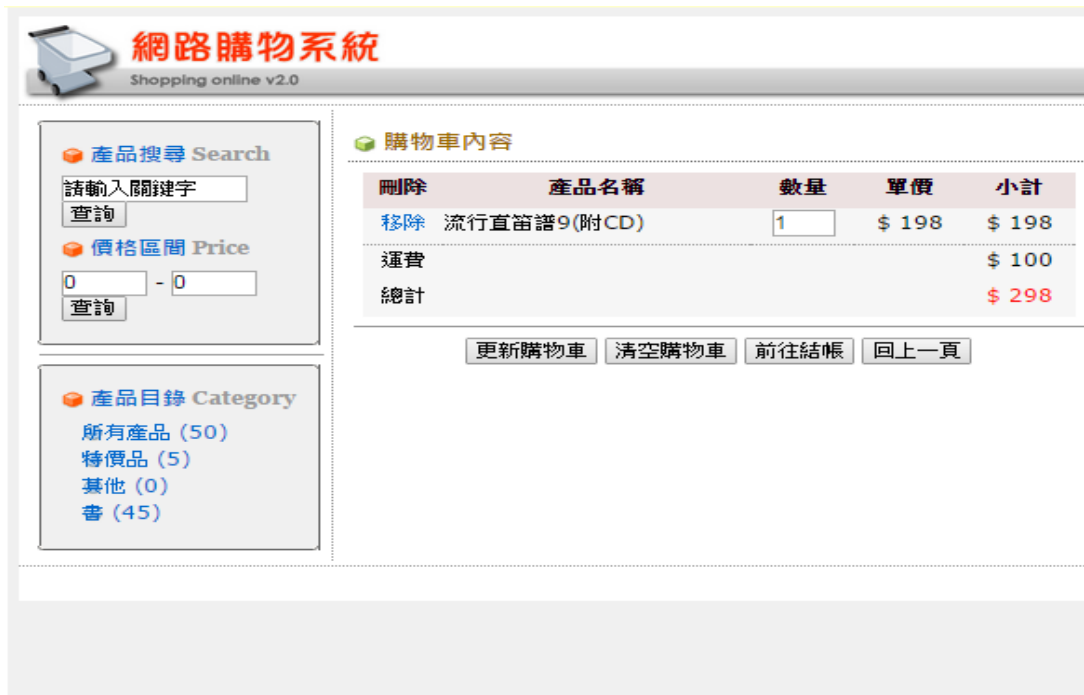 網路購物系統
Shopping online v2.0
產品搜尋 Search
請輸入關鍵字
查詢
價格區間 Price
0 - 0
查詢
產品目錄 Category
所有產品 (50)
特價品 (5)
其他 (0)
書 (45)
購物車內容
刪除 產品名稱 數量 單價 小計
移除 流行直笛譜9(附CD) 1 $ 198 $ 198
運費 $ 100
總計 $ 298
更新購物車 清空購物車 前往結帳 回上一頁